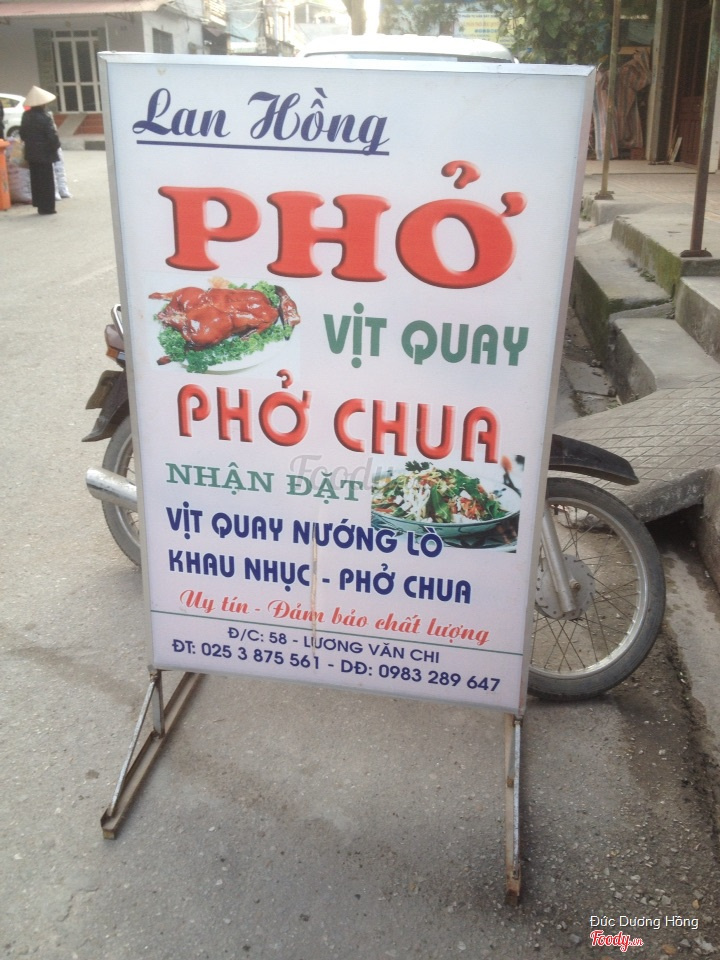 Lan Hồng
PHỞ
VỊT QUAY
PHỞ CHUA
NHẬN ĐẶT
VỊT QUAY NƯỚNG LÒ
KHAU NHỤC - PHỞ CHUA
Uy tín - Đảm bảo chất lượng
Đ/C: 58 - LƯƠNG VĂN CHI
ĐT: 025 3 875 561 - DĐ: 0983 289 647
Foody.vn
Đức Dương Hồng
Foody.vn